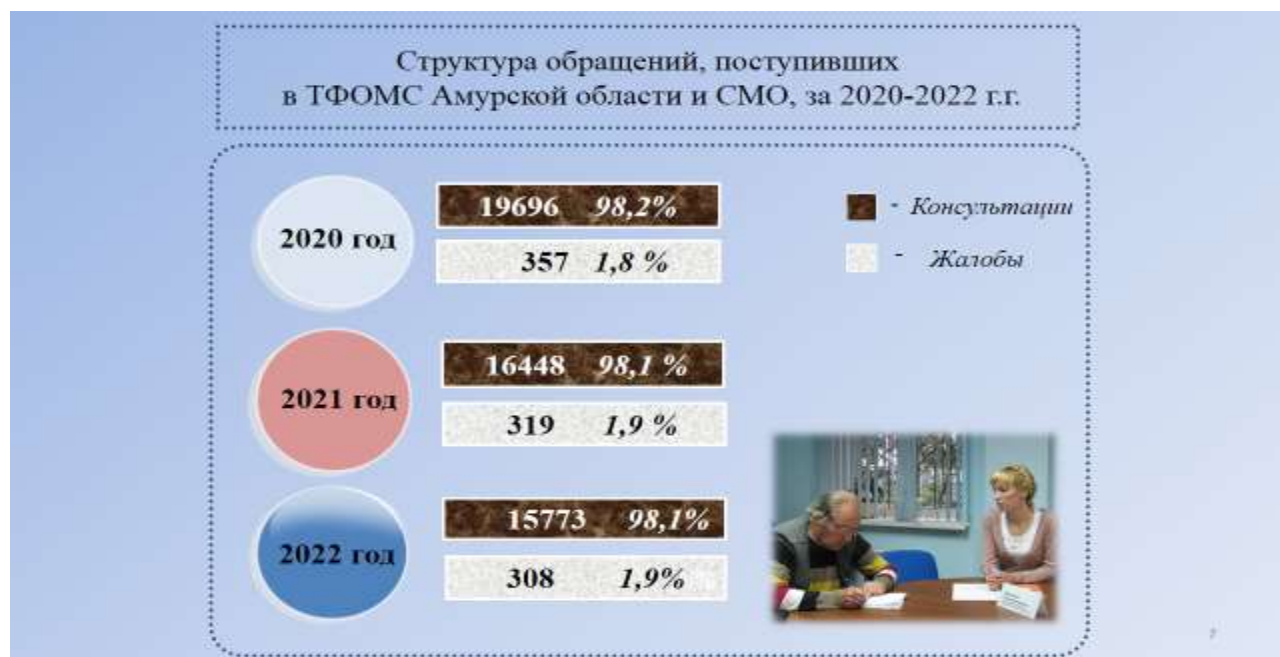 Структура обращений, поступивших
в ТФОМС Амурской области и СМО, за 2020-2022 г.г.
2020 год
19696 98,2%
357 1,8 %
- Консультации
- Жалобы
2021 год
16448 98,1 %
319 1,9 %
2022 год
15773 98,1%
308 1,9%